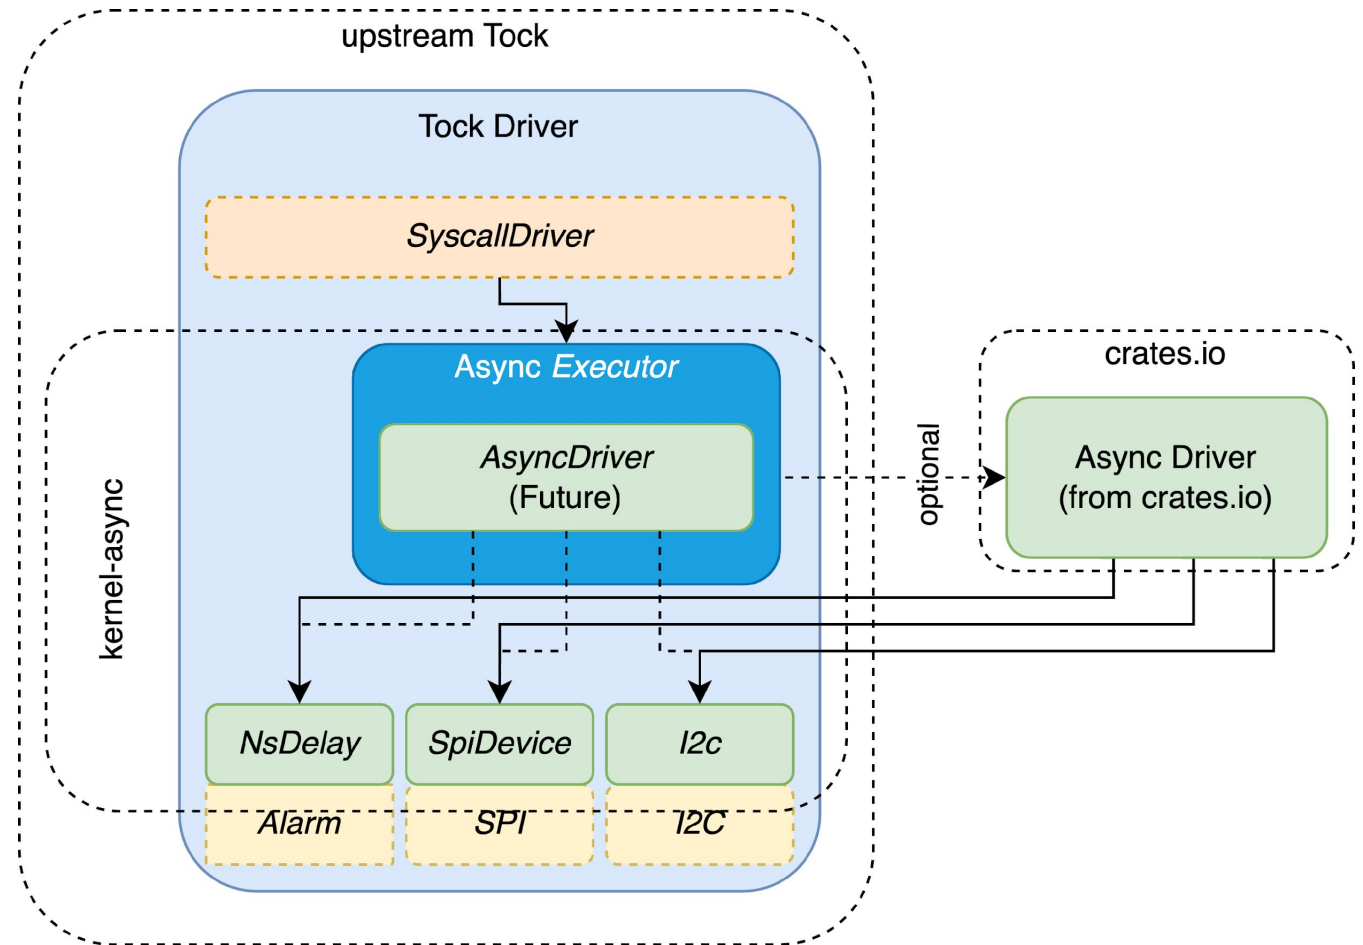 upstream Tock
Tock Driver
SyscallDriver
Async Executor
AsyncDriver
(Future)
kernel-async
optional
crates.io
Async Driver
(from crates.io)
NsDelay
SpiDevice
I2c
Alarm
SPI
I2C